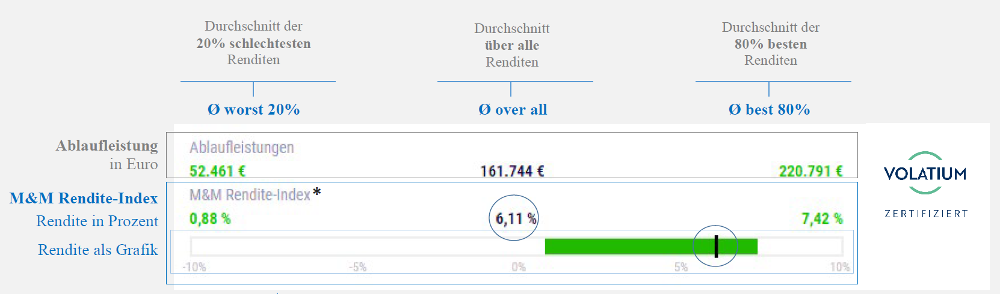 Durchschnitt der
20% schlechtesten
Renditen
Durchschnitt
über alle
Renditen
Durchschnitt der
80% besten
Renditen
Ø worst 20%
Ø over all
Ø best 80%
Ablaufleistung
in Euro
Ablaufleistungen
52.461 €
161.744 €
220.791 €
M&M Rendite-Index
Rendite in Prozent
Rendite als Grafik
M&M Rendite-Index *
0,88 %
6,11 %
7,42 %
-10%
-5%
0%
5%
10%
VOLATIUM
ZERTIFIZIERT